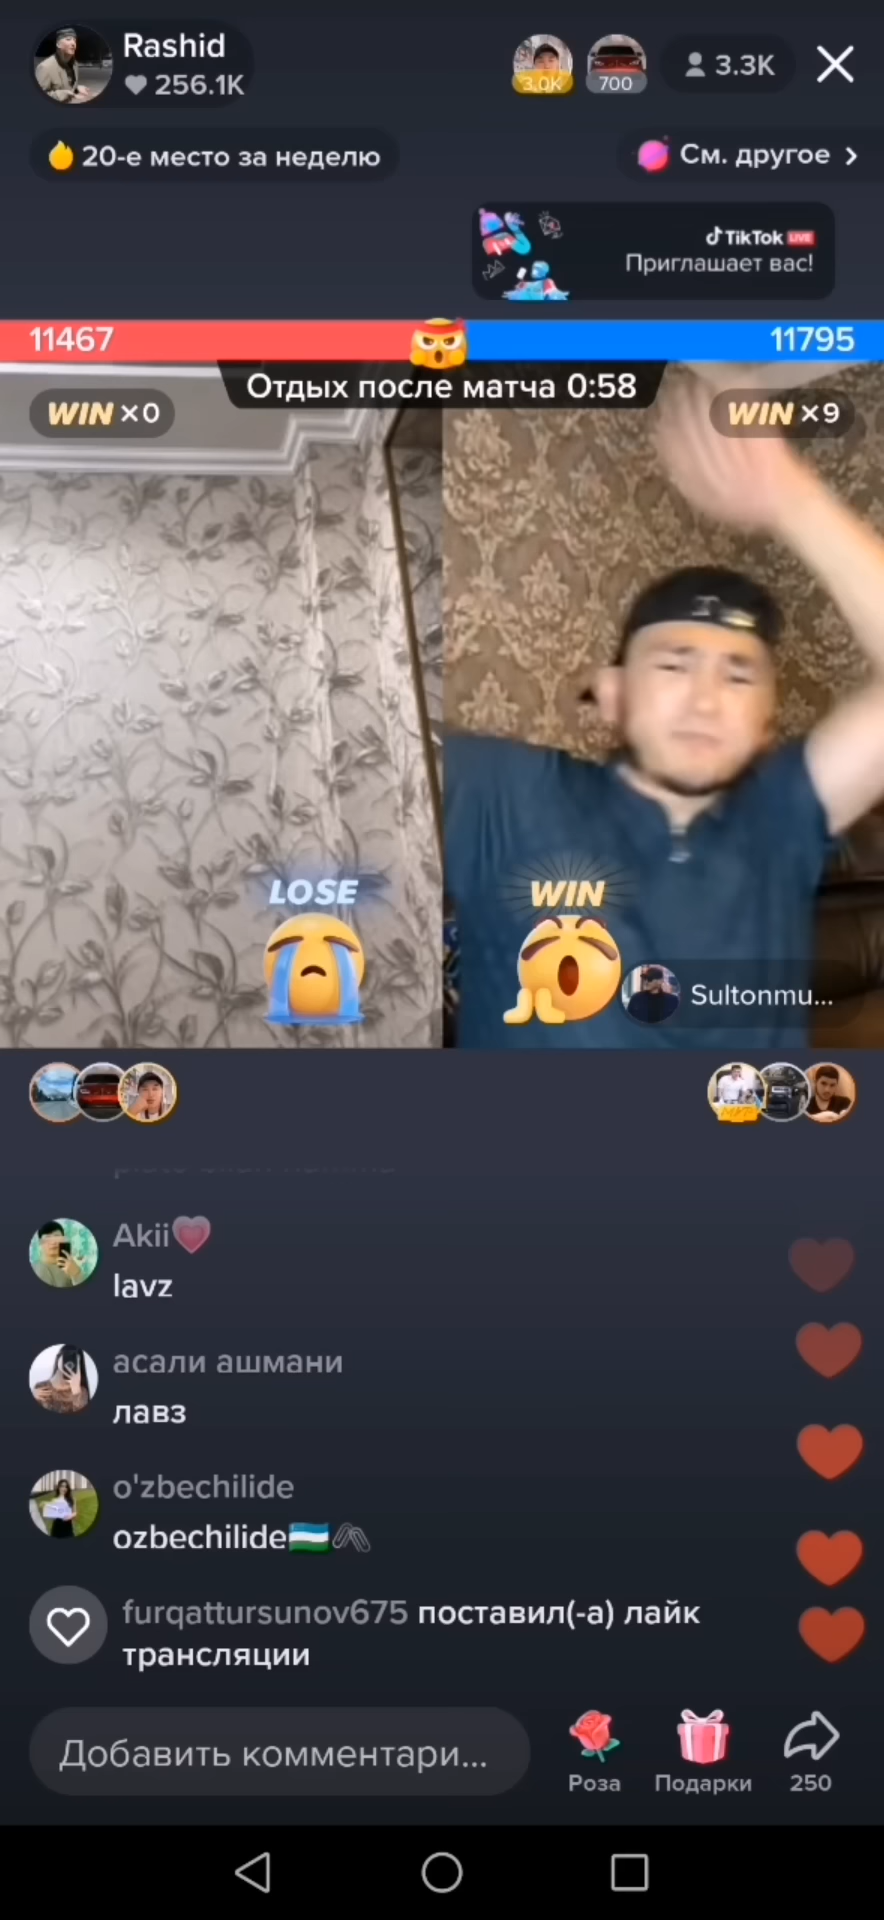 Rashid
256.1K
3.0K
700
3.3K
20-е место за неделю
См. другое
TikTok LIVE
Приглашает вас!
11467
11795
Отдых после матча 0:58
WIN ×0
WIN ×9
LOSE
WIN
Sultonmu...
Akii
lavz
асали ашмани
лавз
o'zbechilide
ozbechilide
furqattursunov675 поставил(-а) лайк
трансляции
Добавить комментари...
Роза
Подарки
250